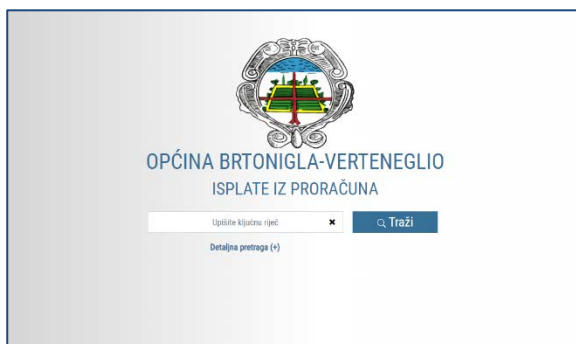 OPĆINA BRTONIGLA-VERTENEGLIO
ISPLATE IZ PRORAČUNA
Upišite ključnu riječ
Traži
Detaljna pretraga (+)